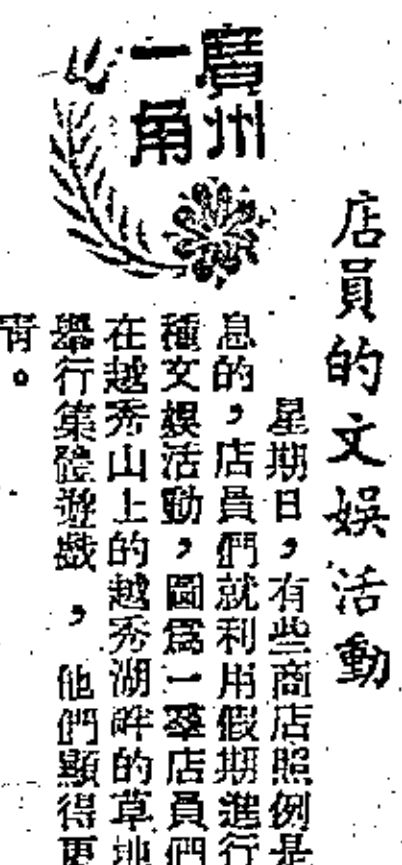 廣州
一角
店員的文娛活動
星期日,有些商店照例是
息的,店員們就利用假期進行
種文娛活動,圖爲一羣店員們
在越秀山上的越秀湖畔的草地
舉行集體遊戲,他們顯得更
青。